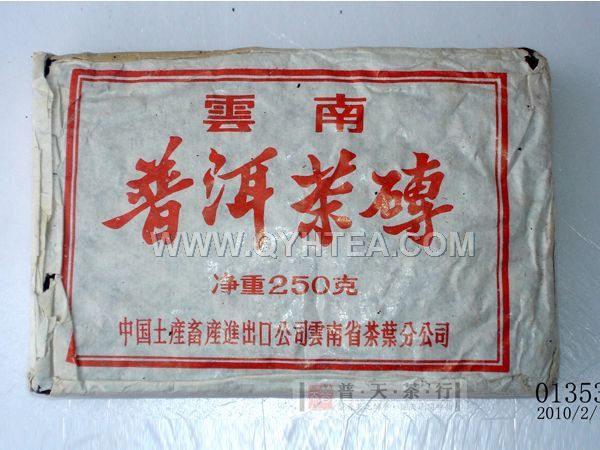 雲南
普洱茶磚
WWW.QYHTEA.COM
净重250克
中国土産畜産進出口公司雲南省茶葉分公司
普·天·茶·行
01353
2010/2/